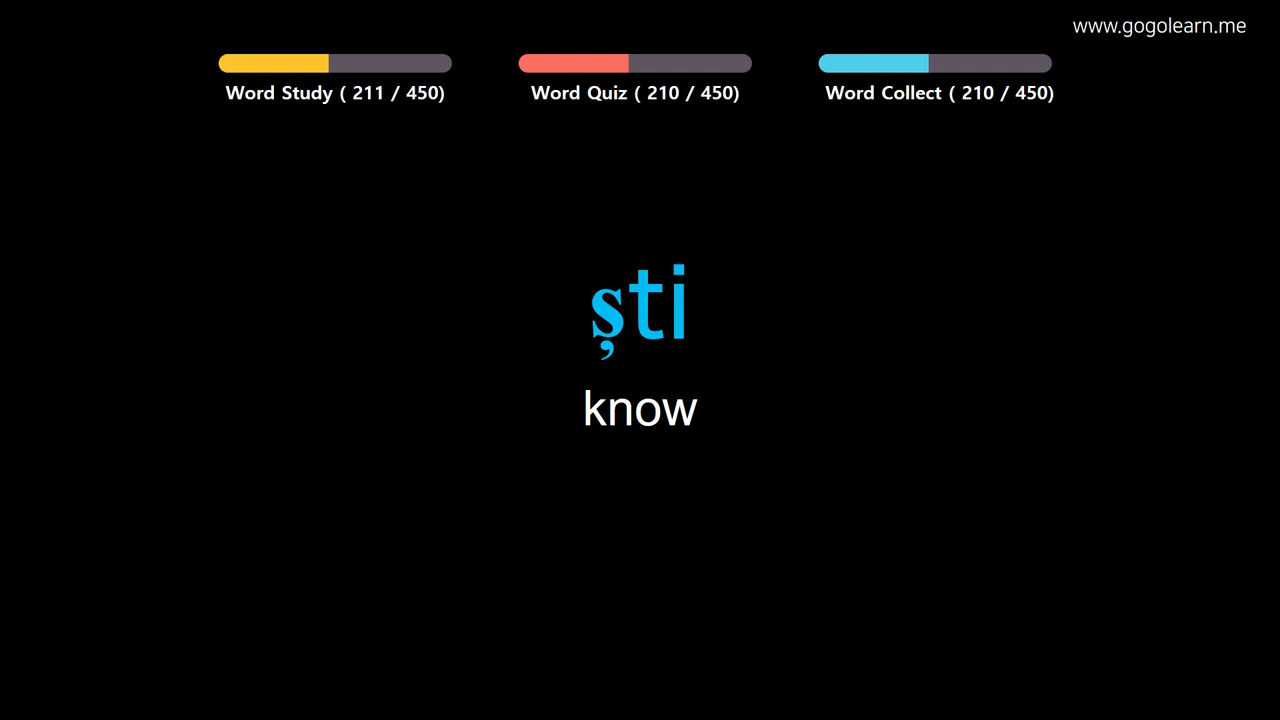 www.gogolearn.me
Word Study ( 211 / 450)
Word Quiz ( 210 / 450)
Word Collect ( 210 / 450)
ști
know